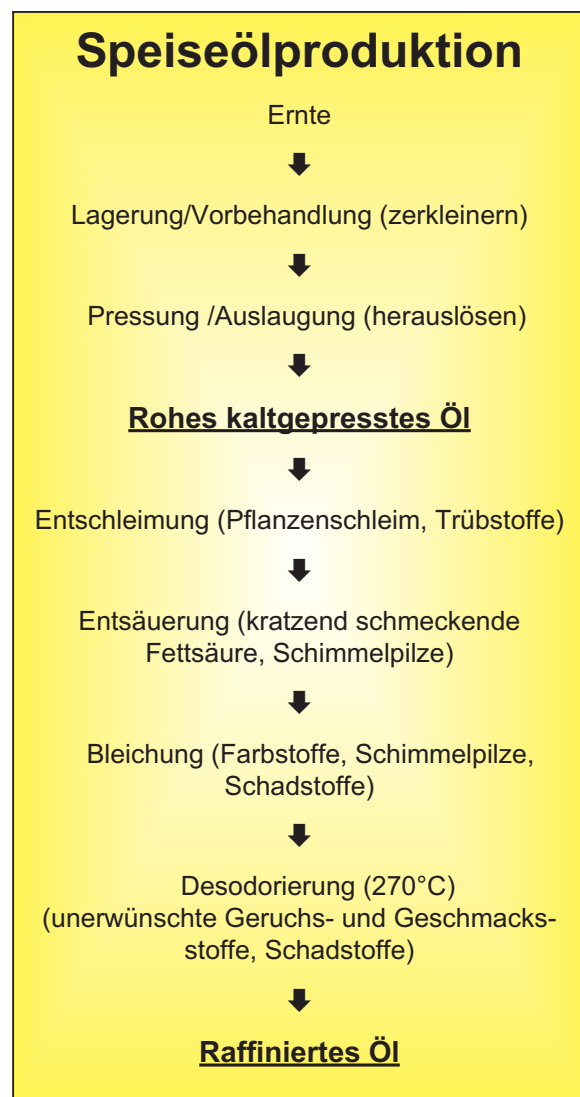 Speiseölproduktion
Ernte
Lagerung/Vorbehandlung (zerkleinern)
Pressung /Auslaugung (herauslösen)
Rohes kaltgepresstes Öl
Entschleimung (Pflanzenschleim, Trübstoffe)
Entsäuerung (kratzend schmeckende
Fettsäure, Schimmelpilze)
Bleichung (Farbstoffe, Schimmelpilze,
Schadstoffe)
Desodorierung (270°C)
(unerwünschte Geruchs- und Geschmacks-
stoffe, Schadstoffe)
Raffiniertes Öl